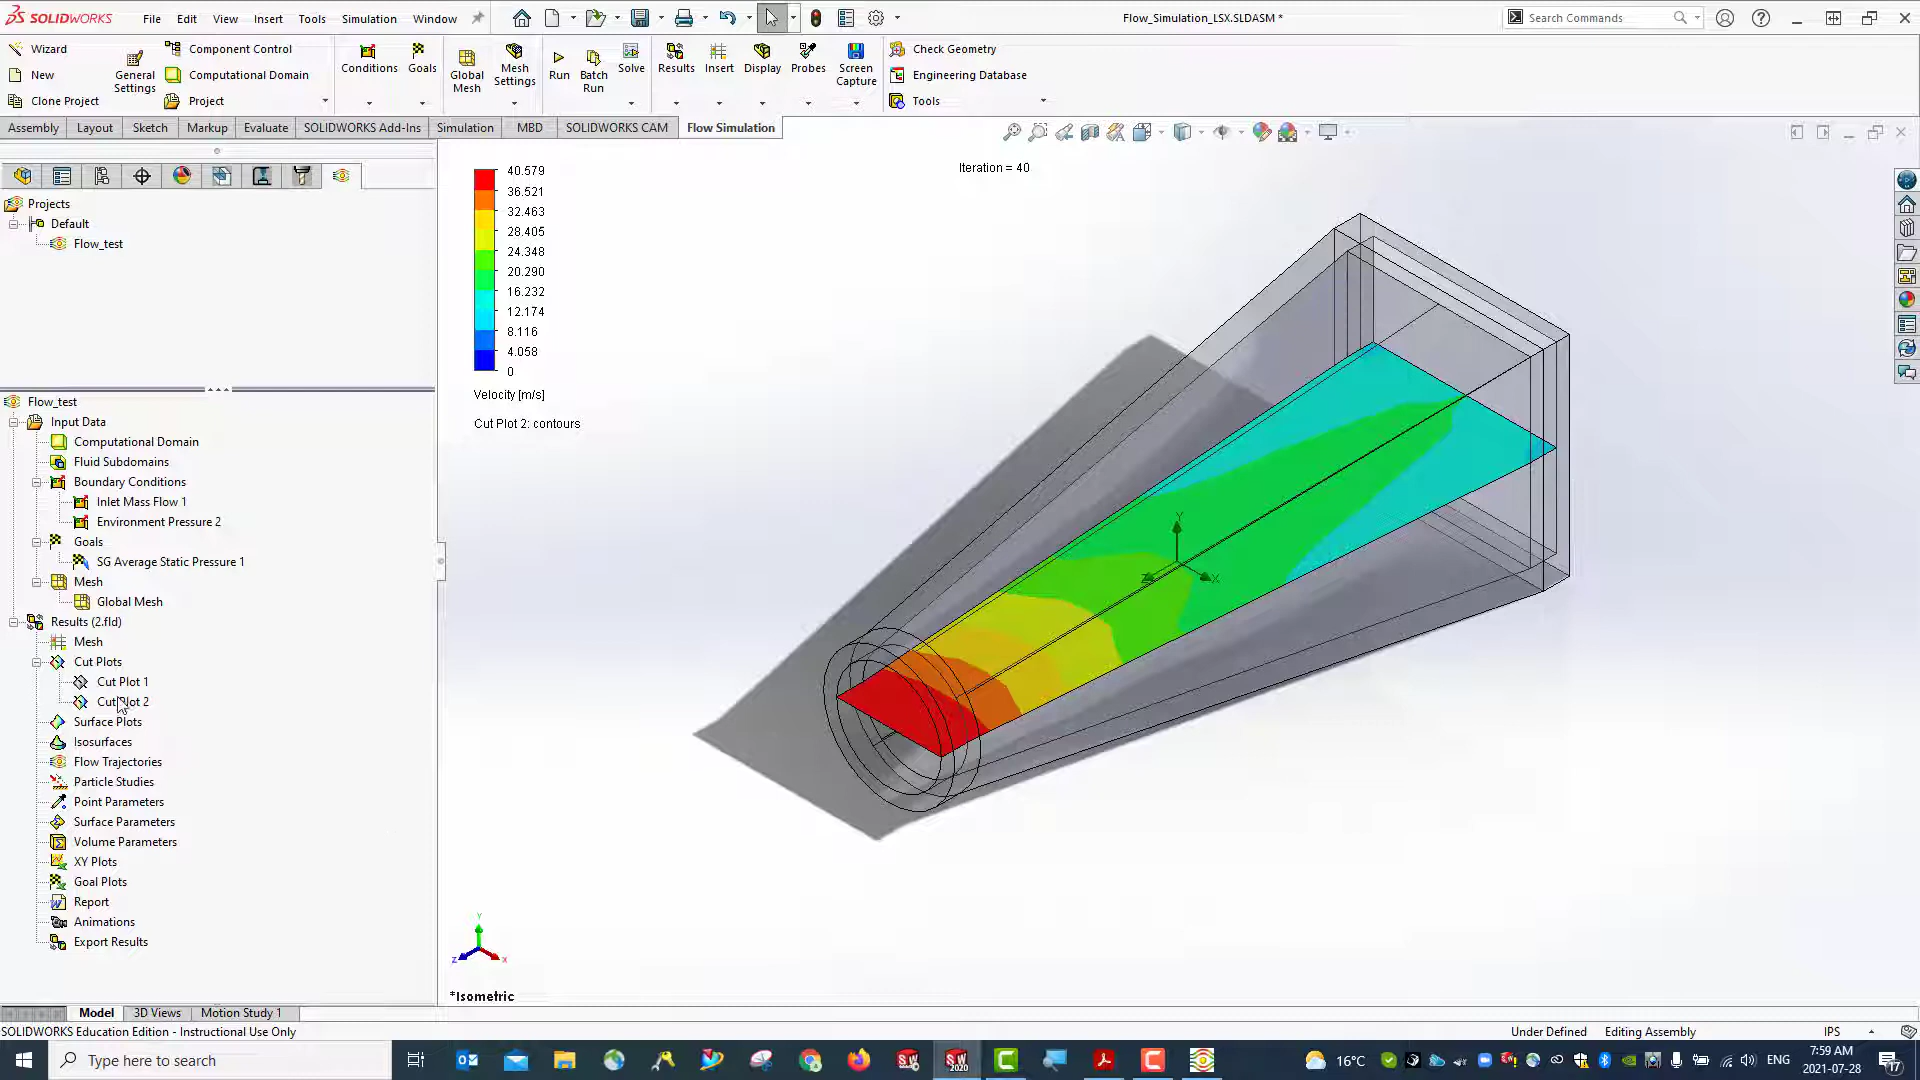 SOLIDWORKS File Edit View Insert Tools Simulation Window Flow_Simulation_LSX.SLDASM * Search Commands
Wizard
New
Clone Project
General Settings
Component Control
Computational Domain
Project
Conditions
Goals
Global Mesh
Mesh Settings
Run
Batch Run
Solve
Results
Insert
Display
Probes
Screen Capture
Check Geometry
Engineering Database
Tools
Assembly Layout Sketch Markup Evaluate SOLIDWORKS Add-Ins Simulation MBD SOLIDWORKS CAM Flow Simulation
Projects
Default
Flow_test
Flow_test
Input Data
Computational Domain
Fluid Subdomains
Boundary Conditions
Inlet Mass Flow 1
Environment Pressure 2
Goals
SG Average Static Pressure 1
Mesh
Global Mesh
Results (2.fld)
Mesh
Cut Plots
Cut Plot 1
Cut Plot 2
Surface Plots
Isosurfaces
Flow Trajectories
Particle Studies
Point Parameters
Surface Parameters
Volume Parameters
XY Plots
Goal Plots
Report
Animations
Export Results
40.579
36.521
32.463
28.405
24.348
20.290
16.232
12.174
8.116
4.058
0
Velocity [m/s]
Cut Plot 2: contours
Iteration = 40
Y
X
Y
Z
X
*Isometric
Model 3D Views Motion Study 1
SOLIDWORKS Education Edition - Instructional Use Only Under Defined Editing Assembly IPS
Type here to search
SW 2020
16°C
ENG
7:59 AM
2021-07-28
17